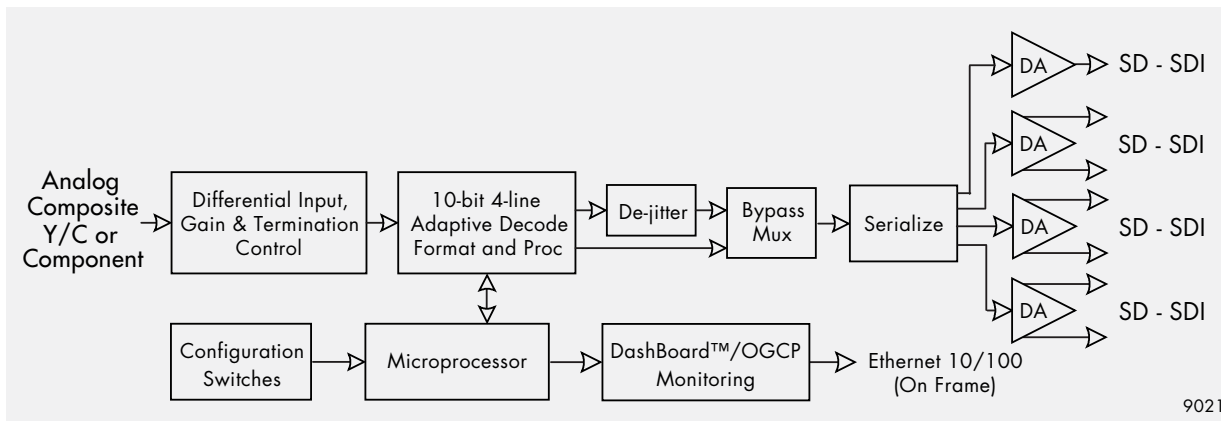 Analog
Composite
Y/C or
Component
Differential Input,
Gain & Termination
Control
10-bit 4-line
Adaptive Decode
Format and Proc
De-jitter
Bypass
Mux
Serialize
DA
SD - SDI
DA
SD - SDI
DA
SD - SDI
DA
SD - SDI
Configuration
Switches
Microprocessor
DashBoard™/OGCP
Monitoring
Ethernet 10/100
(On Frame)
9021